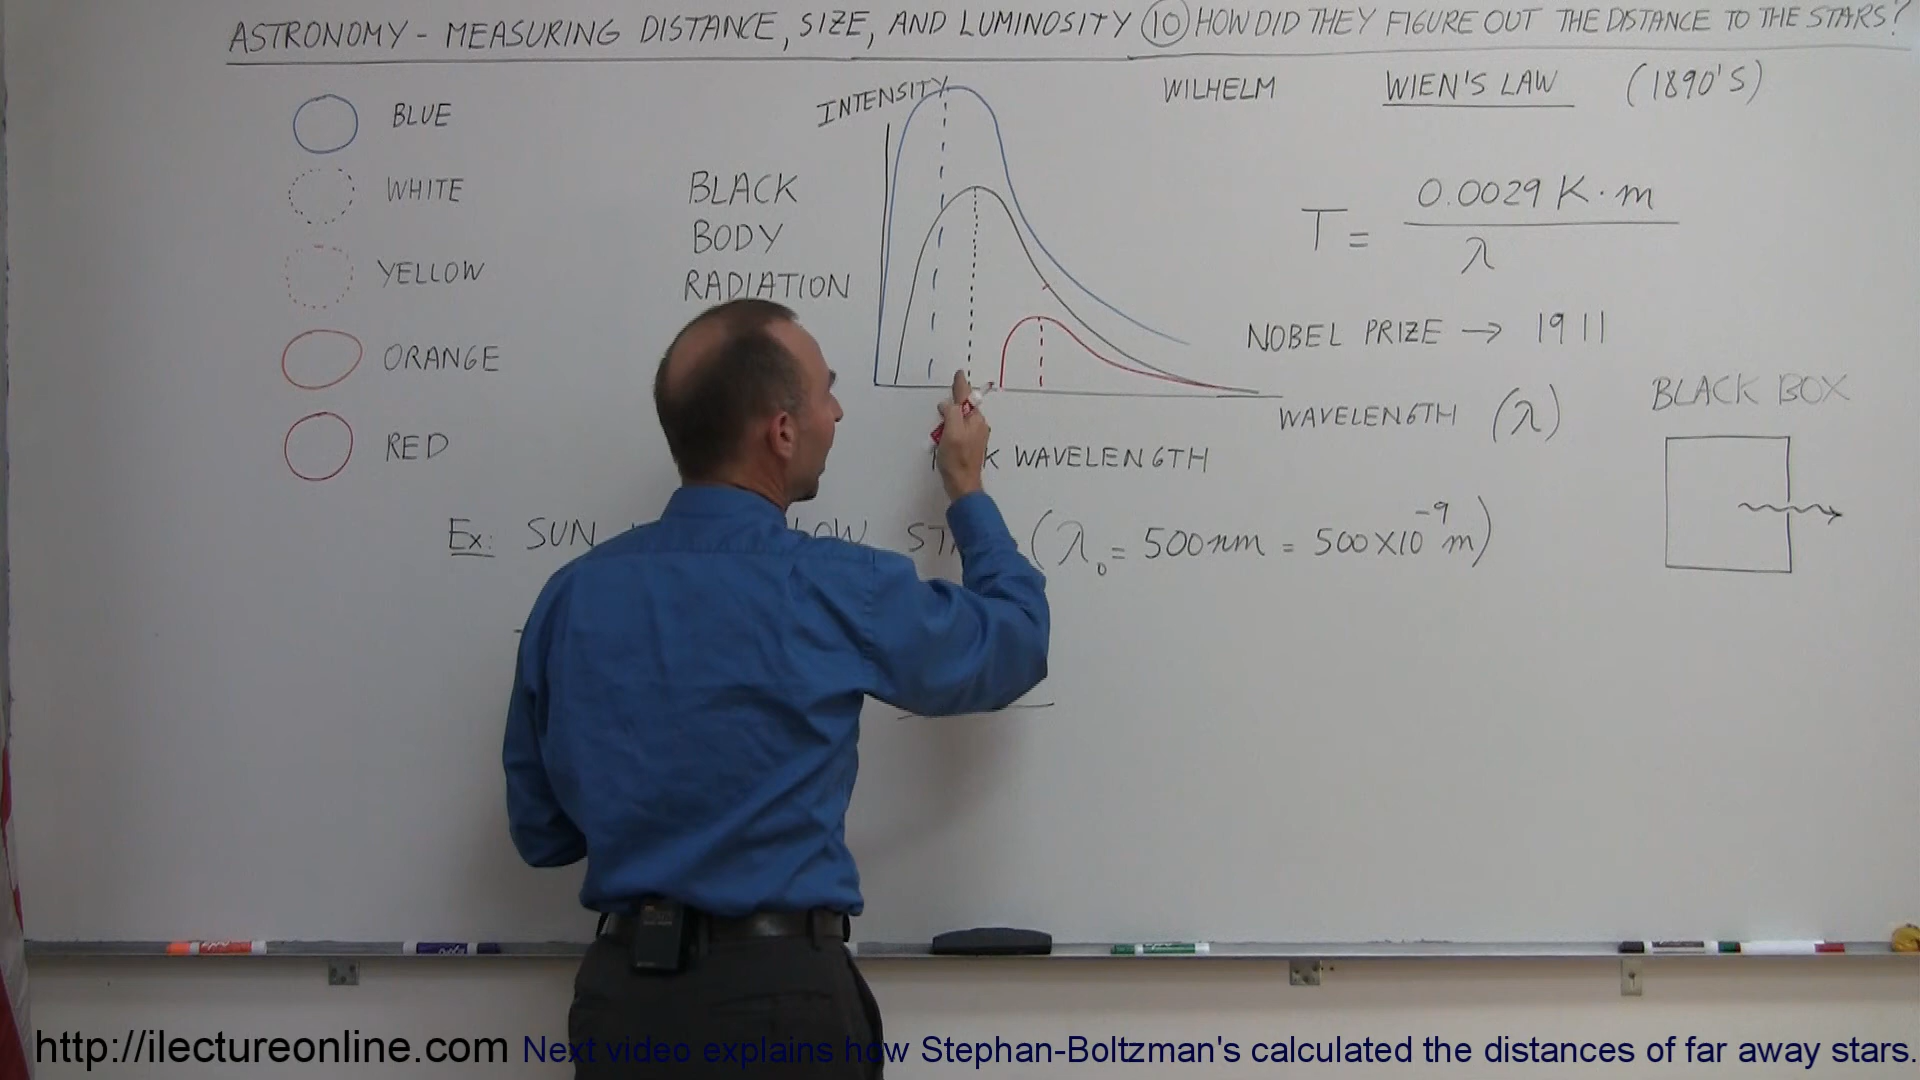 ASTRONOMY - MEASURING DISTANCE, SIZE, AND LUMINOSITY 10 HOW DID THEY FIGURE OUT THE DISTANCE TO THE STARS?
BLUE
WHITE
YELLOW
ORANGE
RED
BLACK
BODY
RADIATION
INTENSITY
WILHELM WIEN'S LAW (1890'S)
T = 0.0029 K · m / λ
NOBEL PRIZE → 1911
WAVELENGTH (λ)
WAVELENGTH
BLACK BOX
Ex: SUN (λ₀ = 500 nm = 500 X 10⁻⁹ m)
http://ilectureonline.com Next video explains how Stephan-Boltzman's calculated the distances of far away stars.